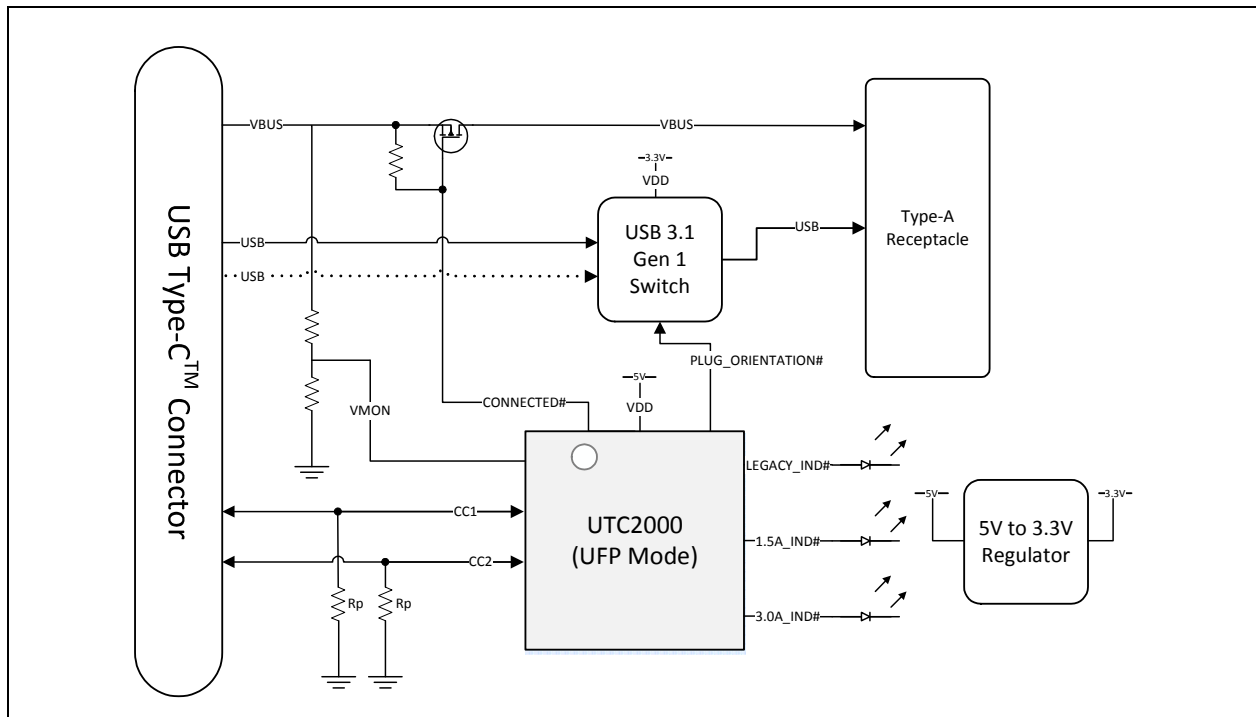 USB Type-C™ Connector
VBUS
VBUS
-3.3V-
VDD
USB
USB
USB 3.1
Gen 1
Switch
USB
Type-A
Receptacle
PLUG_ORIENTATION#
VMON
CONNECTED#
-5V-
VDD
CC1
CC2
Rp
Rp
UTC2000
(UFP Mode)
LEGACY_IND#
1.5A_IND#
3.0A_IND#
-5V-
5V to 3.3V
Regulator
-3.3V-